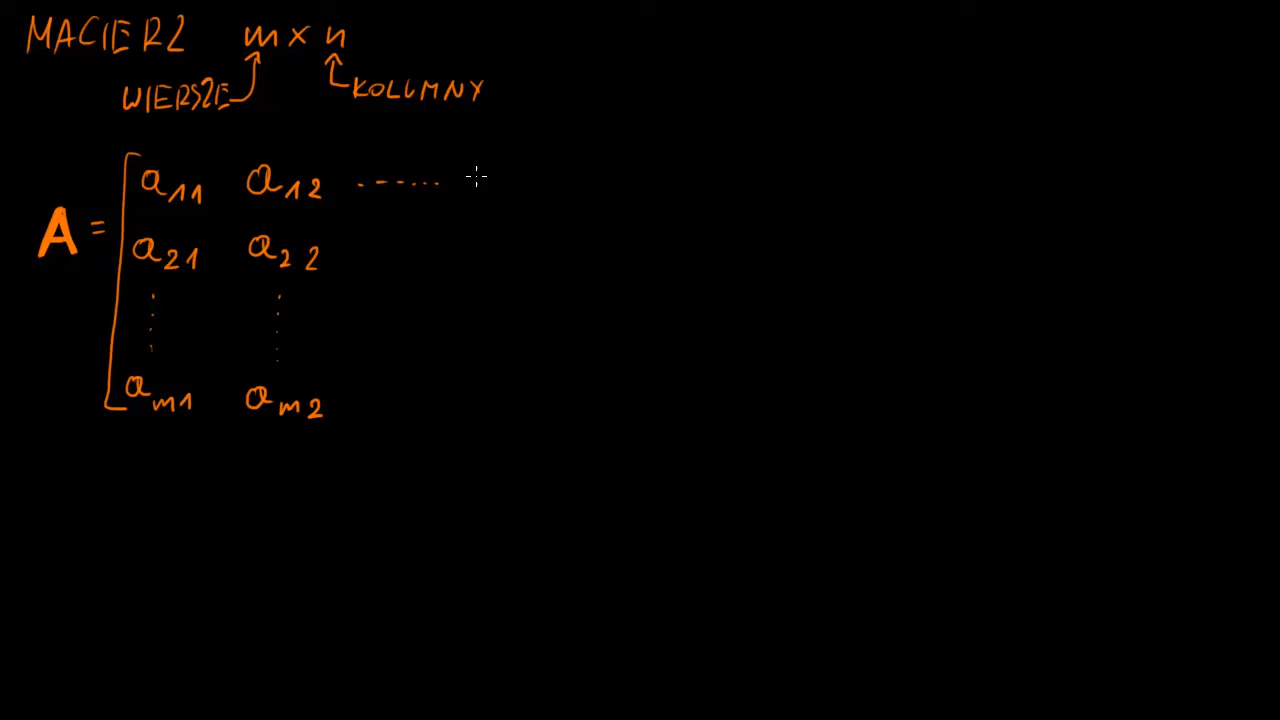 MACIERZ m × n
WIERSZE KOLUMNY
A = [ a11 a12 .......
a21 a22
am1 am2